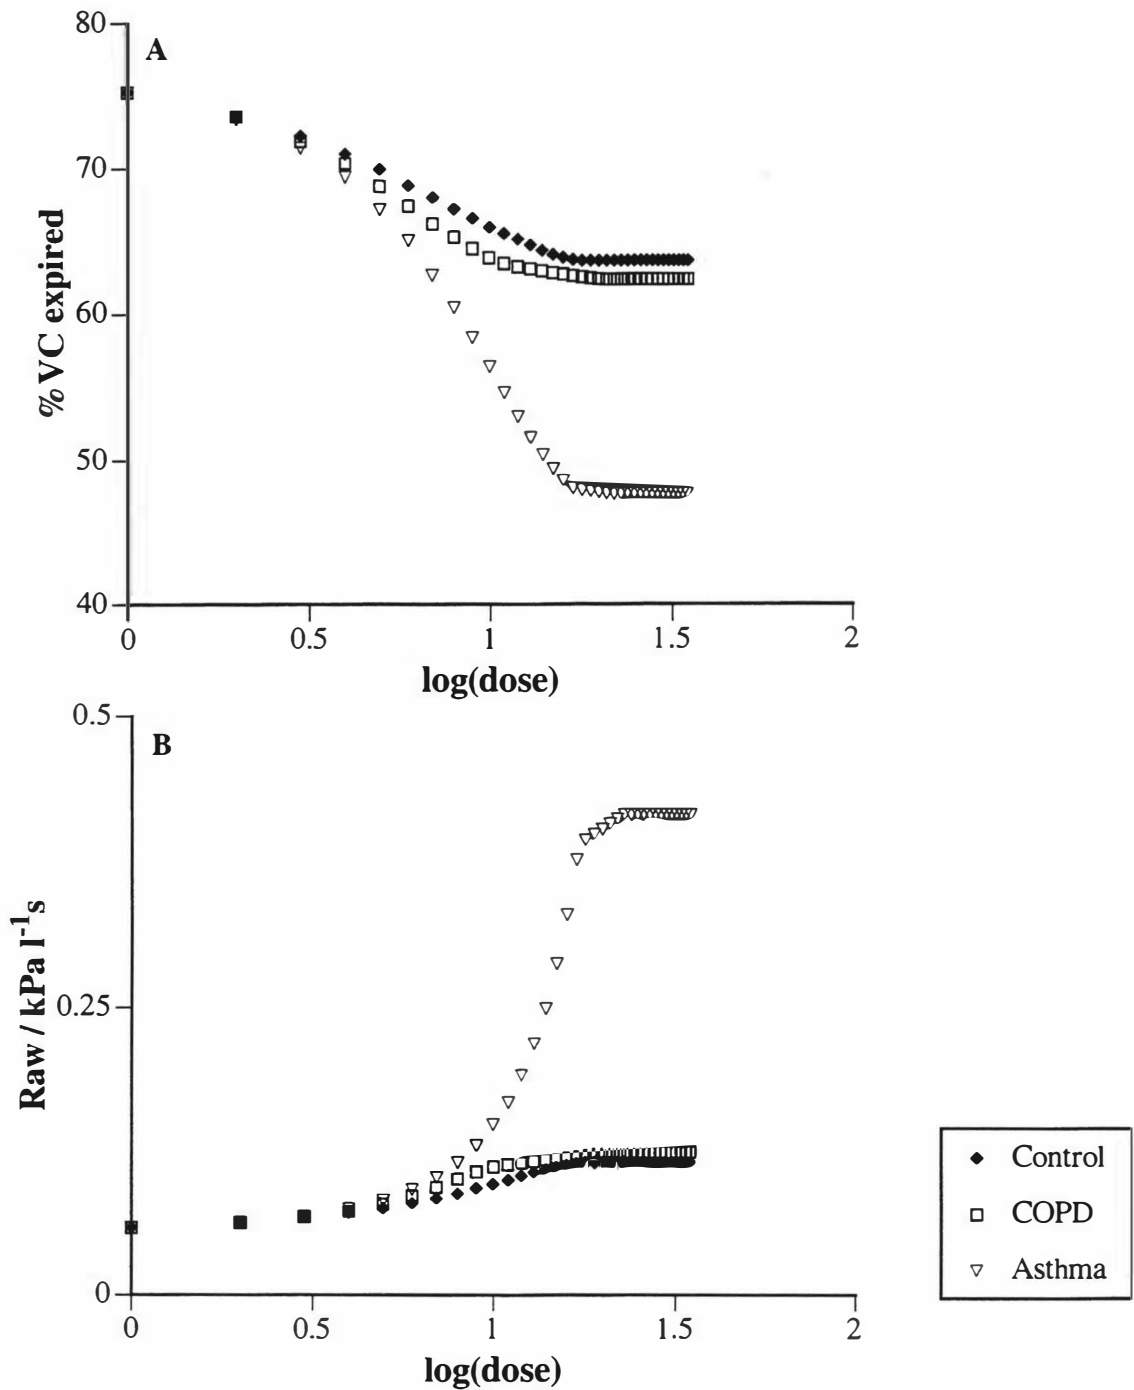 80
A
70
% VC expired
60
50
40
0 0.5 1 1.5 2
log(dose)
0.5
B
0.25
Raw / kPa l⁻¹s
0
0 0.5 1 1.5 2
log(dose)
Control
COPD
Asthma